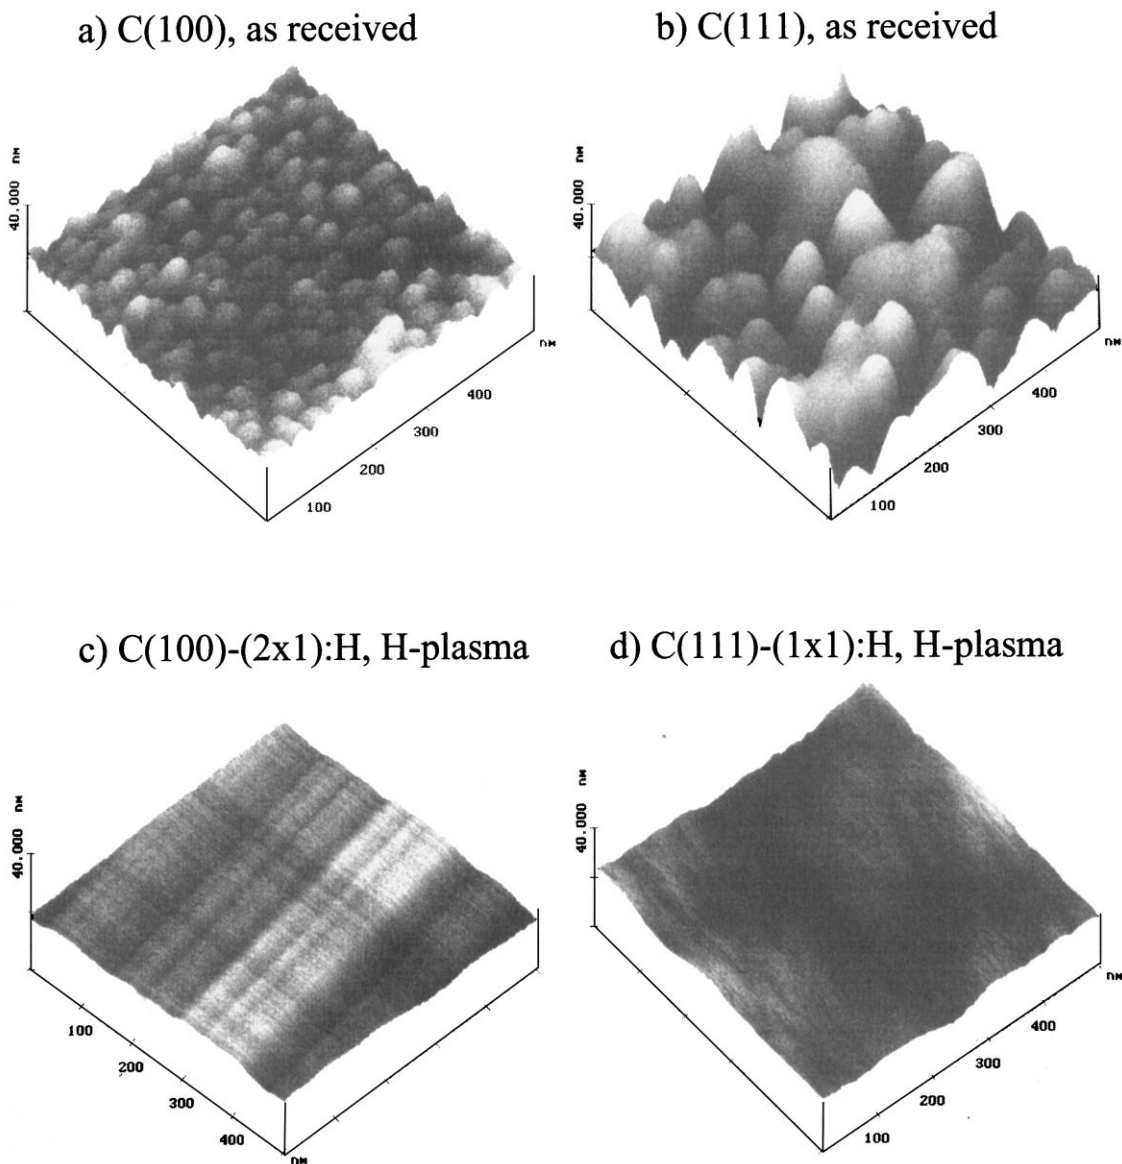 a) C(100), as received
b) C(111), as received
40.000 nm
100
200
300
400
nm
40.000 nm
100
200
300
400
nm
c) C(100)-(2x1):H, H-plasma
d) C(111)-(1x1):H, H-plasma
40.000 nm
100
200
300
400
nm
40.000 nm
100
200
300
400
nm